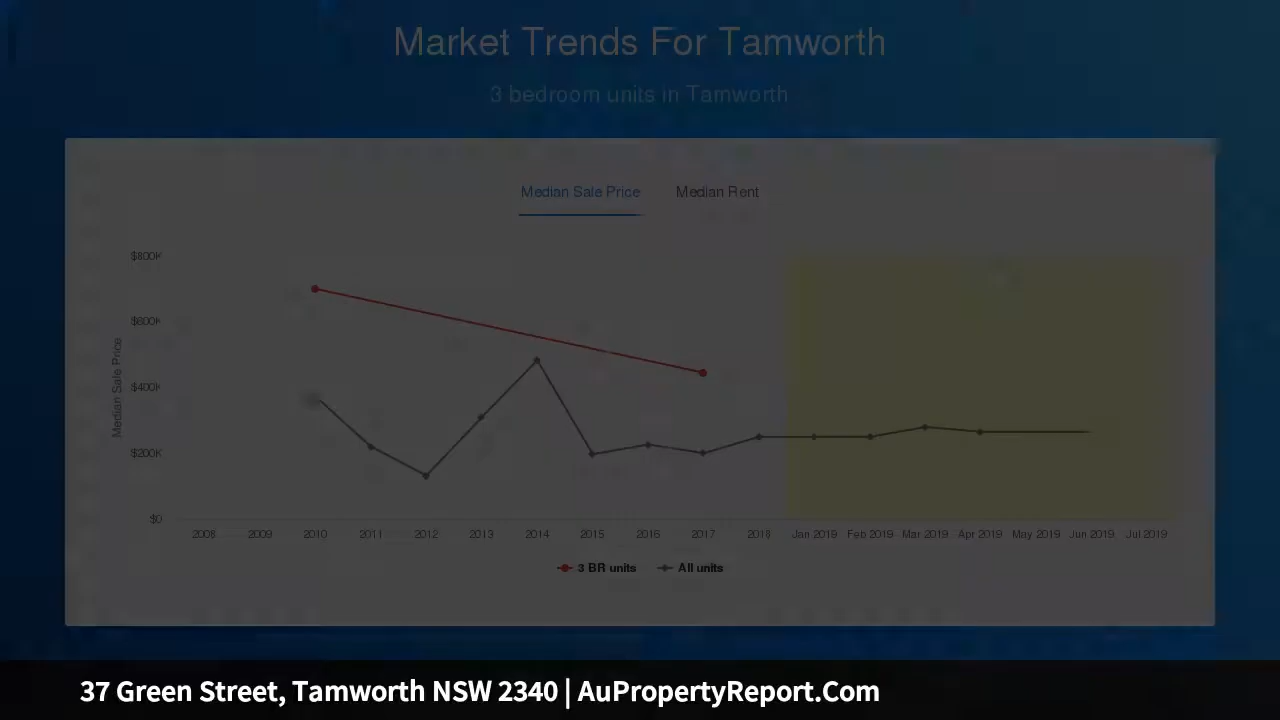 Market Trends For Tamworth
3 bedroom units in Tamworth
Median Sale Price Median Rent
$800K
$600K
$400K
$200K
$0
Median Sale Price
2008 2009 2010 2011 2012 2013 2014 2015 2016 2017 2018 Jan 2019 Feb 2019 Mar 2019 Apr 2019 May 2019 Jun 2019 Jul 2019
3 BR units All units
37 Green Street, Tamworth NSW 2340 | AuPropertyReport.Com